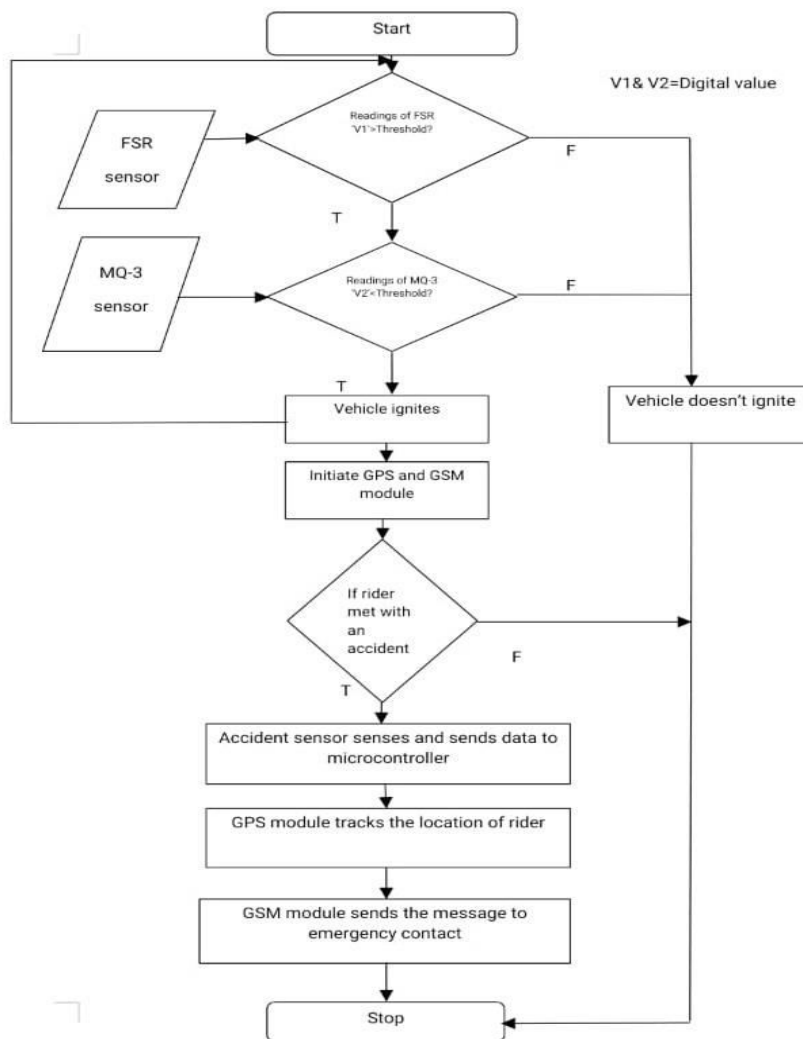 Start
V1& V2=Digital value
Readings of FSR
'V1'>Threshold?
FSR
sensor
F
T
MQ-3
sensor
Readings of MQ-3
'V2'<Threshold?
F
T
Vehicle ignites
Vehicle doesn't ignite
Initiate GPS and GSM
module
If rider
met with
an
accident
F
T
Accident sensor senses and sends data to
microcontroller
GPS module tracks the location of rider
GSM module sends the message to
emergency contact
Stop